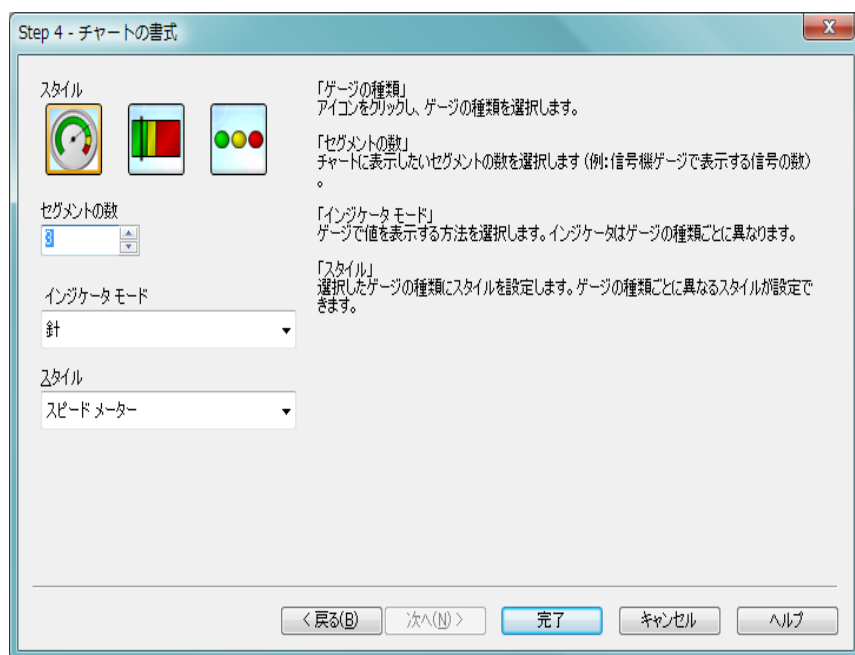 Step 4 - チャートの書式
スタイル
セグメントの数
3
インジケータ モード
針
スタイル
スピード メーター
「ゲージの種類」
アイコンをクリックし、ゲージの種類を選択します。
「セグメントの数」
チャートに表示したいセグメントの数を選択します (例:信号機ゲージで表示する信号の数)
。
「インジケータ モード」
ゲージで値を表示する方法を選択します。インジケータはゲージの種類ごとに異なります。
「スタイル」
選択したゲージの種類にスタイルを設定します。ゲージの種類ごとに異なるスタイルが設定で
きます。
< 戻る(B)
次へ(N) >
完了
キャンセル
ヘルプ